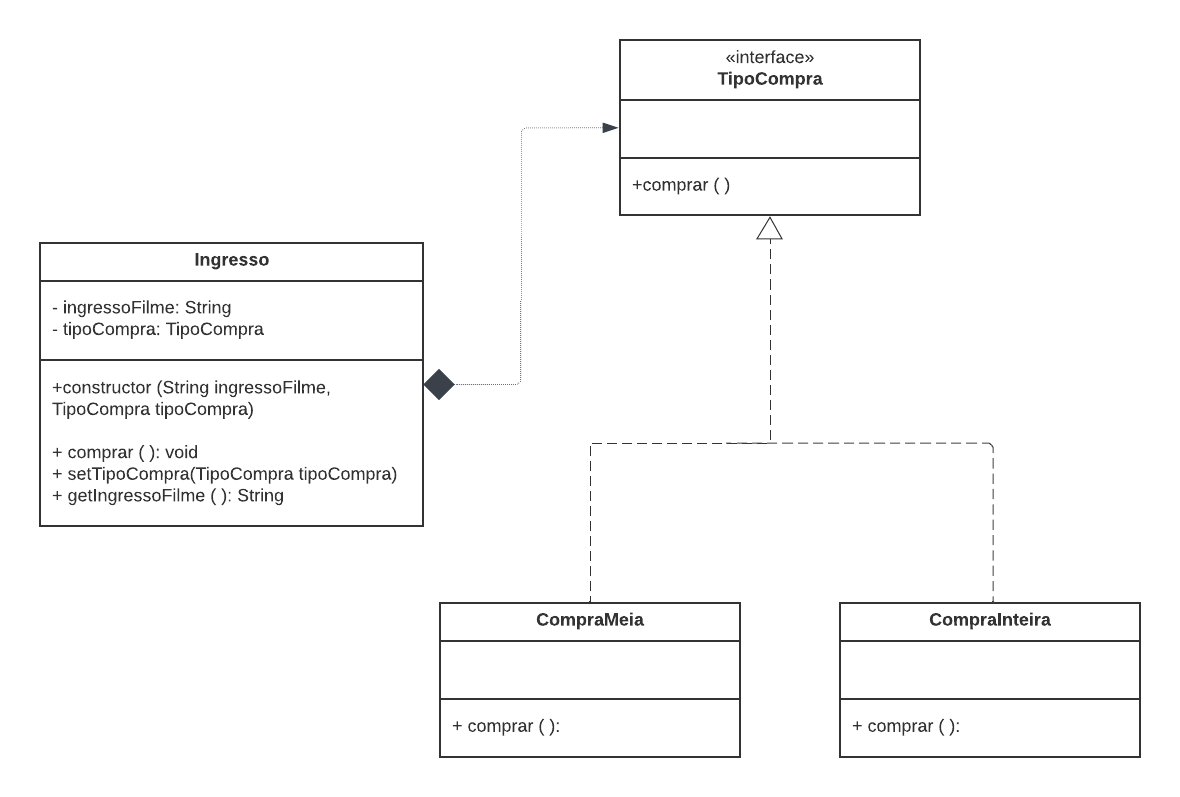 «interface»
TipoCompra
+comprar ( )
Ingresso
- ingressoFilme: String
- tipoCompra: TipoCompra
+constructor (String ingressoFilme,
TipoCompra tipoCompra)
+ comprar ( ): void
+ setTipoCompra(TipoCompra tipoCompra)
+ getIngressoFilme ( ): String
CompraMeia
+ comprar ( ):
CompraInteira
+ comprar ( ):